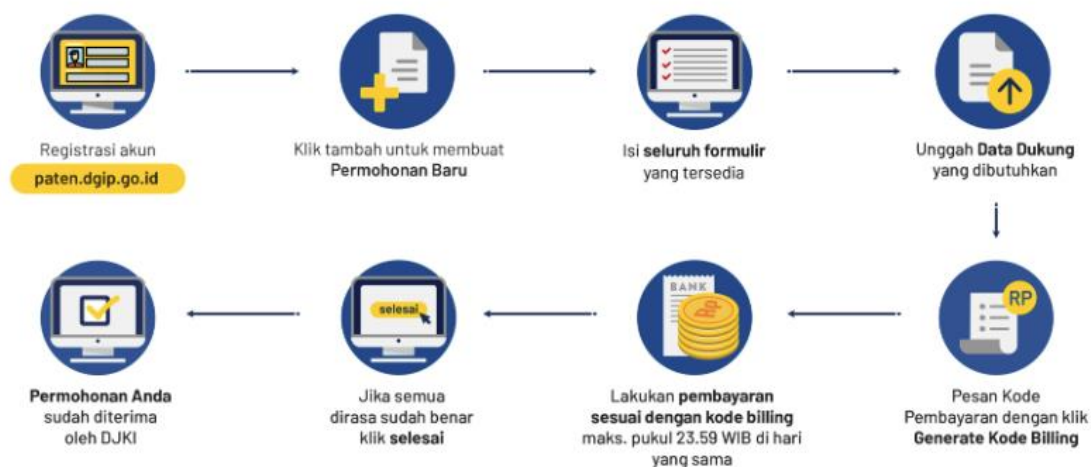 Registrasi akun
paten.dgip.go.id
Klik tambah untuk membuat
Permohonan Baru
Isi seluruh formulir
yang tersedia
Unggah Data Dukung
yang dibutuhkan
RP
Pesan Kode
Pembayaran dengan klik
Generate Kode Billing
BANK
Rp
Lakukan pembayaran
sesuai dengan kode billing
maks. pukul 23.59 WIB di hari
yang sama
selesai
Jika semua
dirasa sudah benar
klik selesai
Permohonan Anda
sudah diterima
oleh DJKI